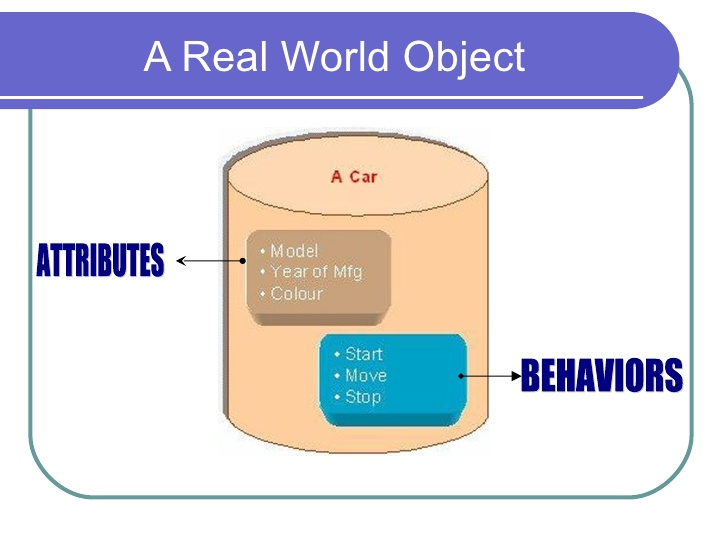 A Real World Object
A Car
ATTRIBUTES
• Model
• Year of Mfg
• Colour
• Start
• Move
• Stop
BEHAVIORS